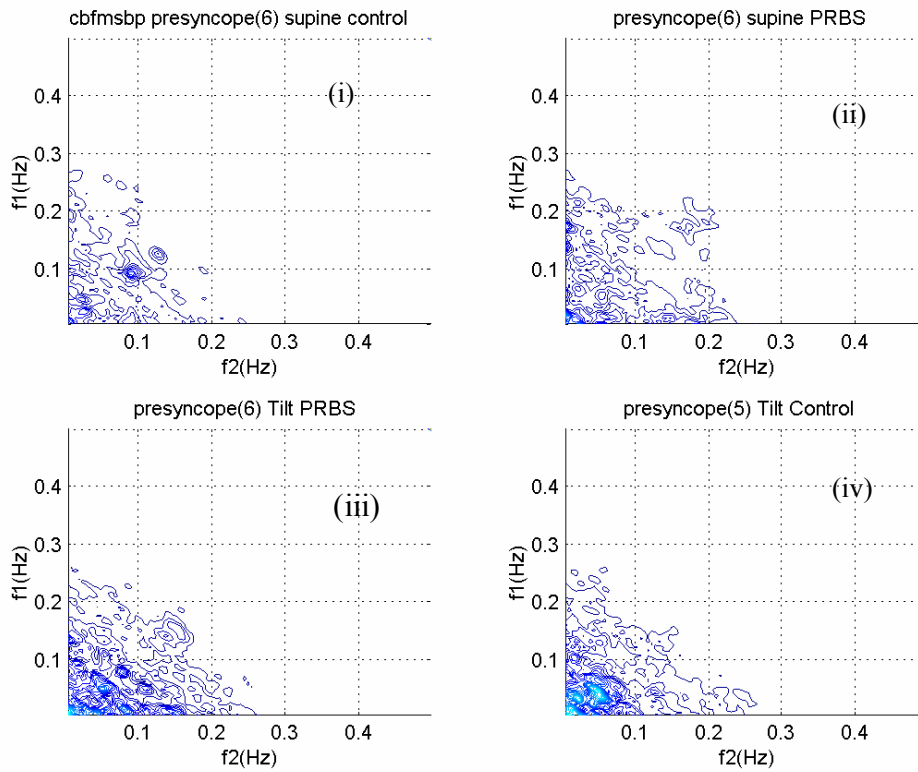 cbfmsbp presyncope(6) supine control
(i)
f1(Hz)
0.4
0.3
0.2
0.1
0.1 0.2 0.3 0.4
f2(Hz)
presyncope(6) supine PRBS
(ii)
f1(Hz)
0.4
0.3
0.2
0.1
0.1 0.2 0.3 0.4
f2(Hz)
presyncope(6) Tilt PRBS
(iii)
f1(Hz)
0.4
0.3
0.2
0.1
0.1 0.2 0.3 0.4
f2(Hz)
presyncope(5) Tilt Control
(iv)
f1(Hz)
0.4
0.3
0.2
0.1
0.1 0.2 0.3 0.4
f2(Hz)